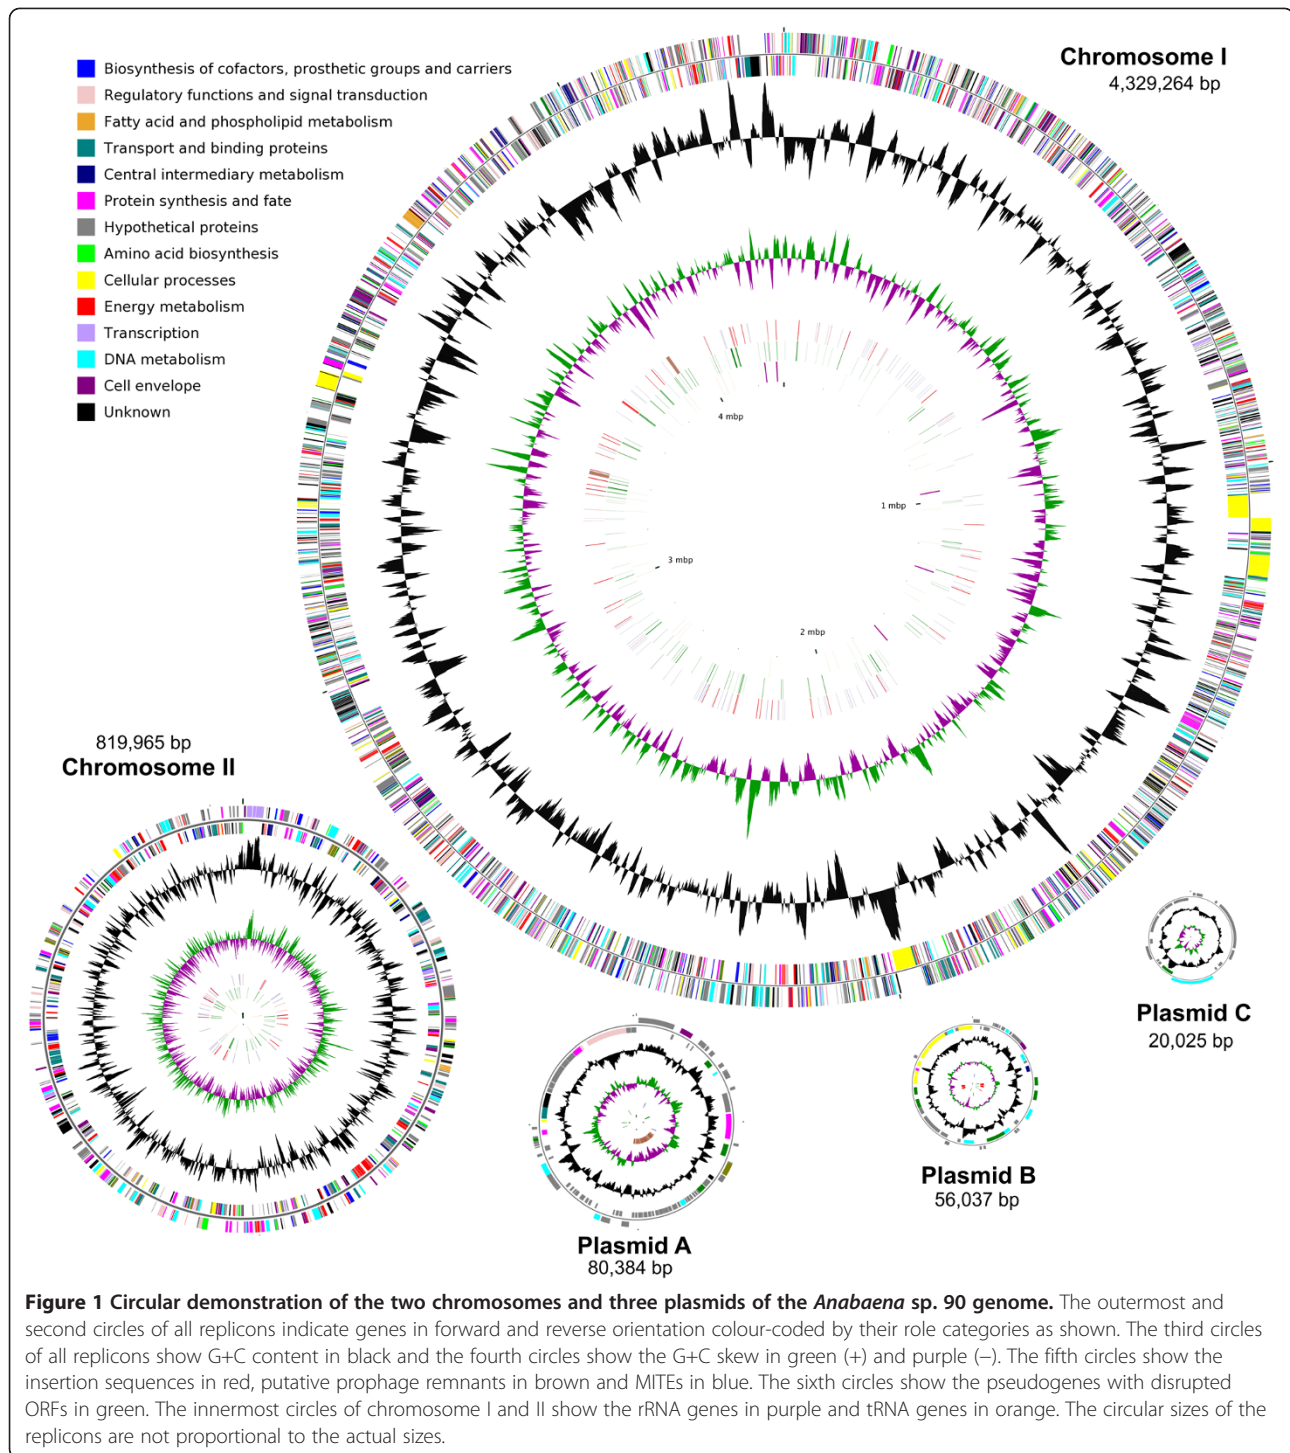 Biosynthesis of cofactors, prosthetic groups and carriers
Regulatory functions and signal transduction
Fatty acid and phospholipid metabolism
Transport and binding proteins
Central intermediary metabolism
Protein synthesis and fate
Hypothetical proteins
Amino acid biosynthesis
Cellular processes
Energy metabolism
Transcription
DNA metabolism
Cell envelope
Unknown
Chromosome I
4,329,264 bp
4 mbp
1 mbp
3 mbp
2 mbp
819,965 bp
Chromosome II
Plasmid C
20,025 bp
Plasmid B
56,037 bp
Plasmid A
80,384 bp
Figure 1 Circular demonstration of the two chromosomes and three plasmids of the Anabaena sp. 90 genome. The outermost and
second circles of all replicons indicate genes in forward and reverse orientation colour-coded by their role categories as shown. The third circles
of all replicons show G+C content in black and the fourth circles show the G+C skew in green (+) and purple (−). The fifth circles show the
insertion sequences in red, putative prophage remnants in brown and MITEs in blue. The sixth circles show the pseudogenes with disrupted
ORFs in green. The innermost circles of chromosome I and II show the rRNA genes in purple and tRNA genes in orange. The circular sizes of the
replicons are not proportional to the actual sizes.